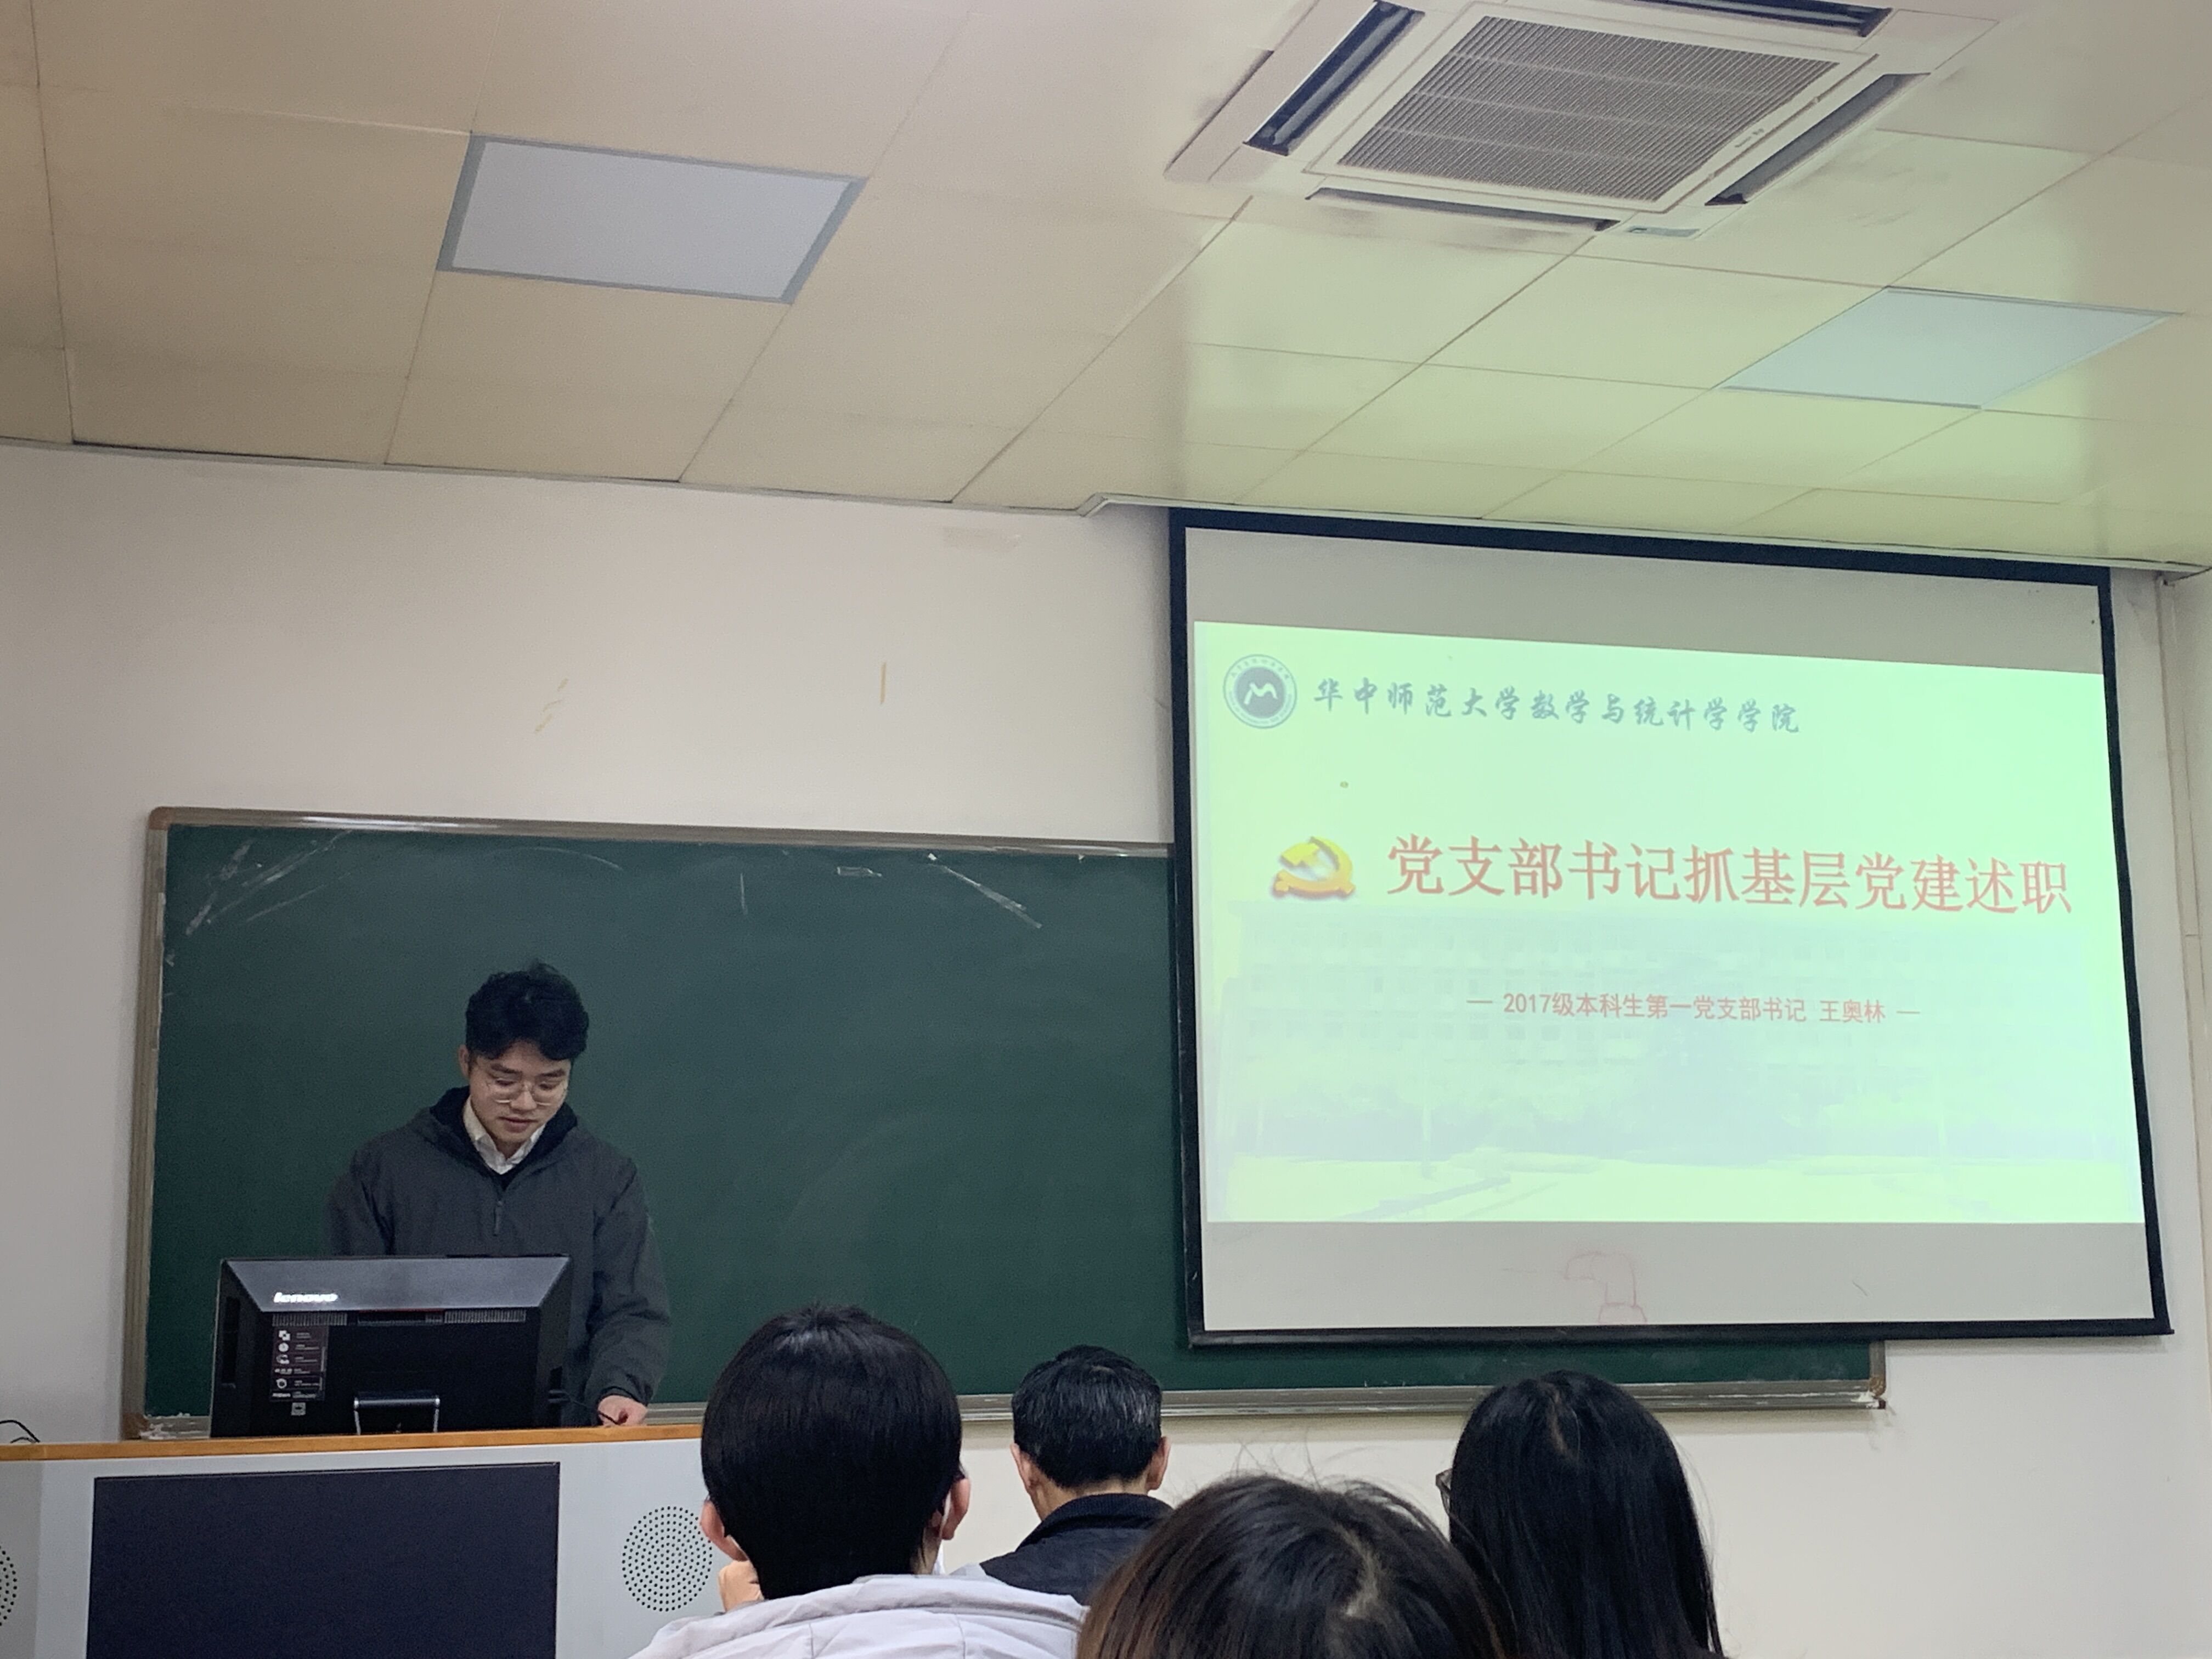 华中师范大学数学与统计学学院
党支部书记抓基层党建述职
— 2017级本科生第一党支部书记 王奥林 —
lenovo